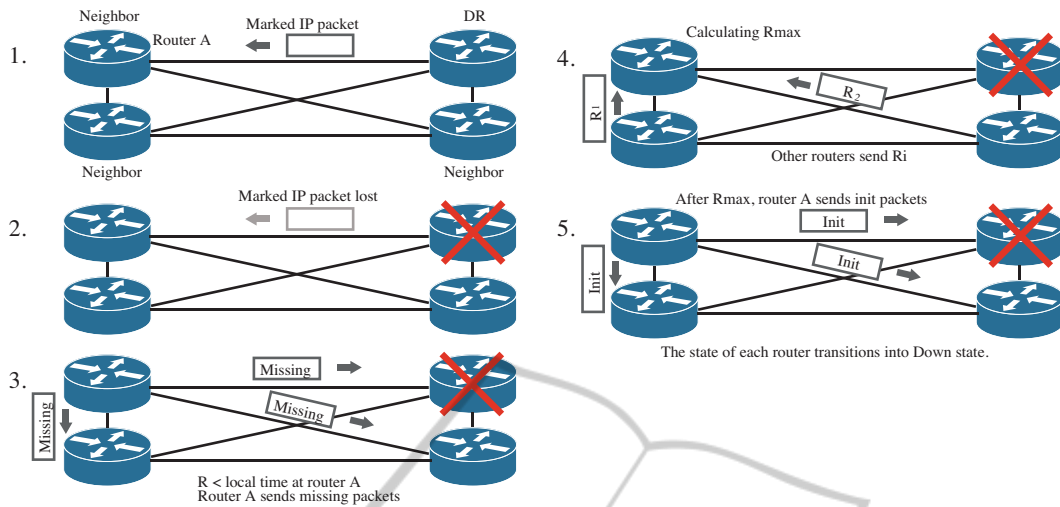 1.
Neighbor
DR
Marked IP packet
Router A
Neighbor
Neighbor
2.
Marked IP packet lost
3.
Missing
Missing
Missing
R < local time at router A
Router A sends missing packets
4.
Calculating Rmax
R1
R2
Other routers send Ri
5.
After Rmax, router A sends init packets
Init
Init
Init
The state of each router transitions into Down state.